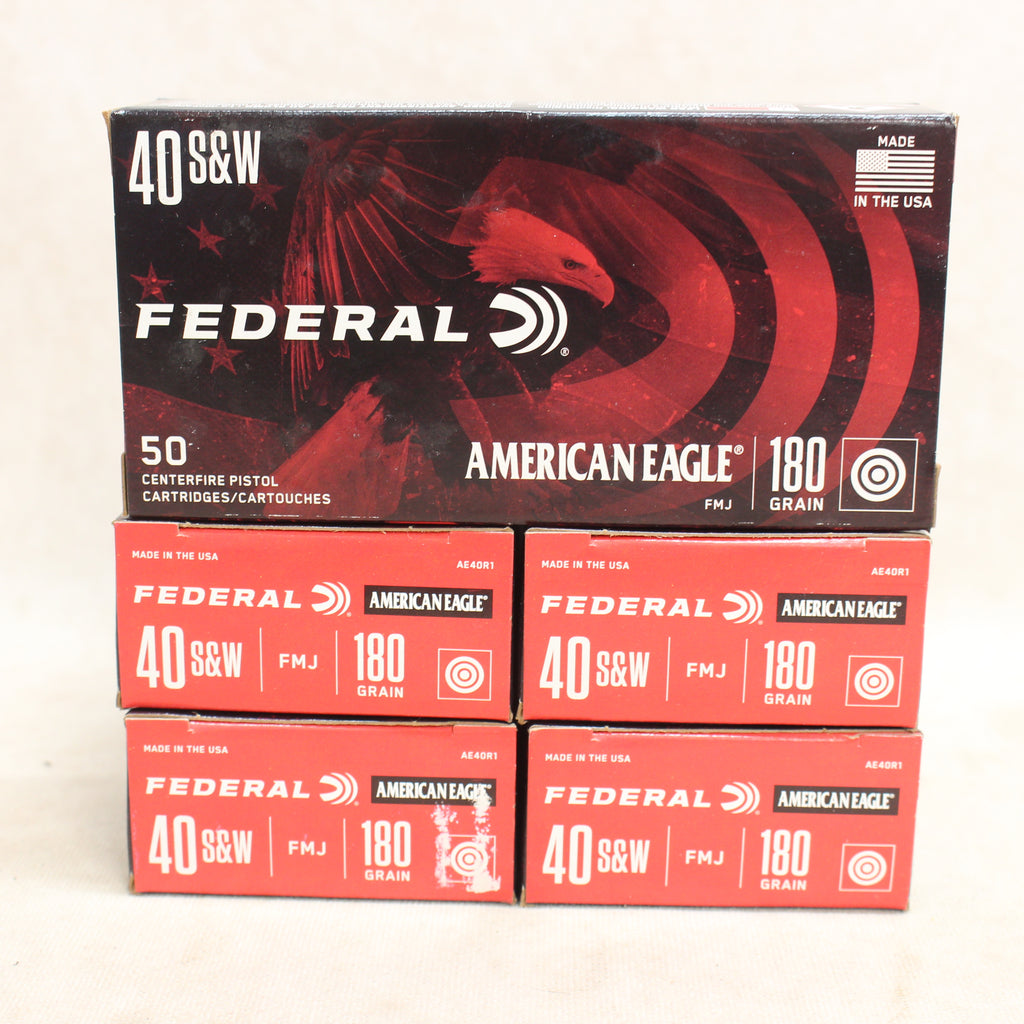 40 S&W
MADE
IN THE USA
FEDERAL®
50
CENTERFIRE PISTOL
CARTRIDGES/CARTOUCHES
AMERICAN EAGLE®
FMJ
180
GRAIN
MADE IN THE USA
AE40R1
FEDERAL®
AMERICAN EAGLE®
40 S&W
FMJ
180
GRAIN
MADE IN THE USA
AE40R1
FEDERAL®
AMERICAN EAGLE®
40 S&W
FMJ
180
GRAIN
MADE IN THE USA
AE40R1
FEDERAL®
AMERICAN EAGLE
40 S&W
FMJ
180
GRAIN
MADE IN THE USA
AE40R1
FEDERAL®
AMERICAN EAGLE®
40 S&W
FMJ
180
GRAIN